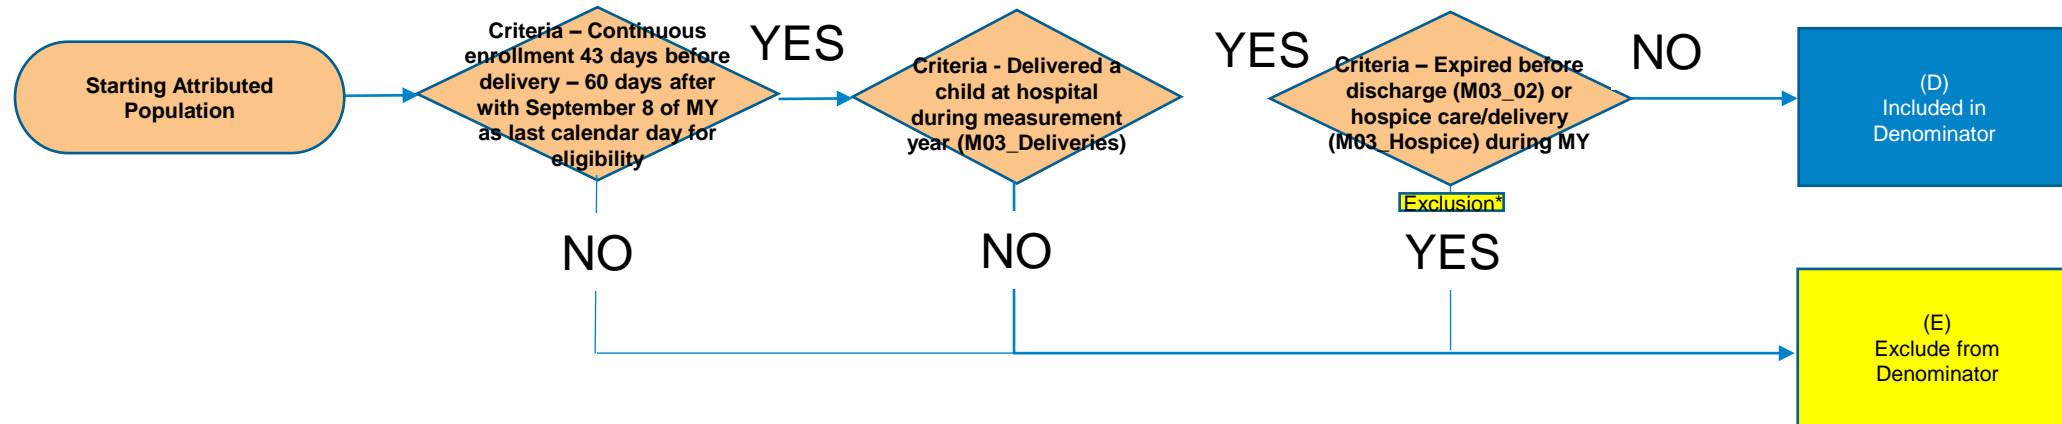 Starting Attributed
Population
Criteria – Continuous
enrollment 43 days before
delivery – 60 days after
with September 8 of MY
as last calendar day for
eligibility
YES
Criteria - Delivered a
child at hospital
during measurement
year (M03_Deliveries)
YES
Criteria – Expired before
discharge (M03_02) or
hospice care/delivery
(M03_Hospice) during MY
NO
(D)
Included in
Denominator
Exclusion*
NO
NO
YES
(E)
Exclude from
Denominator